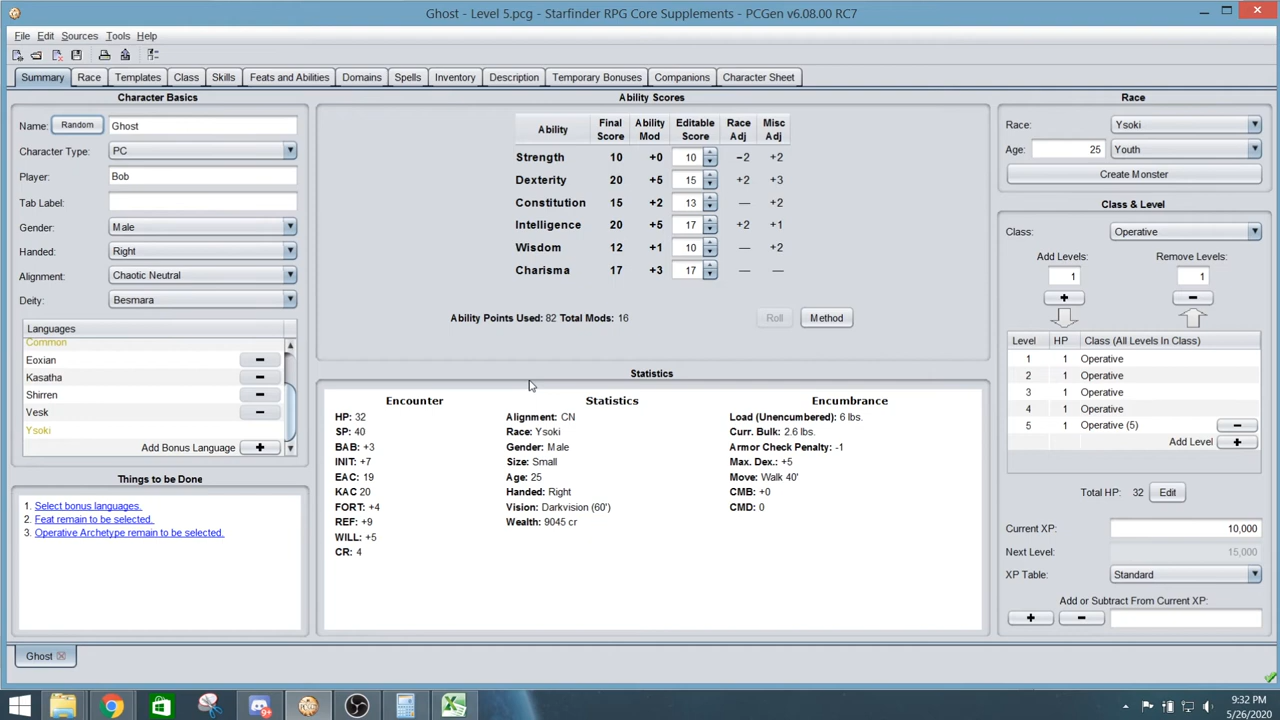 Ghost - Level 5.pcg - Starfinder RPG Core Supplements - PCGen v6.08.00 RC7
File Edit Sources Tools Help
Summary Race Templates Class Skills Feats and Abilities Domains Spells Inventory Description Temporary Bonuses Companions Character Sheet
Character Basics
Name: Random Ghost
Character Type: PC
Player: Bob
Tab Label:
Gender: Male
Handed: Right
Alignment: Chaotic Neutral
Deity: Besmara
Languages
Common
Eoxian
Kasatha
Shirren
Vesk
Ysoki
Add Bonus Language
Things to be Done
1. Select bonus languages.
2. Feat remain to be selected.
3. Operative Archetype remain to be selected.
Ability Scores
Ability Final Score Ability Mod Editable Score Race Adj Misc Adj
Strength 10 +0 10 −2 +2
Dexterity 20 +5 15 +2 +3
Constitution 15 +2 13 — +2
Intelligence 20 +5 17 +2 +1
Wisdom 12 +1 10 — +2
Charisma 17 +3 17 — —
Ability Points Used: 82 Total Mods: 16 Roll Method
Statistics
Encounter
HP: 32
SP: 40
BAB: +3
INIT: +7
EAC: 19
KAC 20
FORT: +4
REF: +9
WILL: +5
CR: 4
Statistics
Alignment: CN
Race: Ysoki
Gender: Male
Size: Small
Age: 25
Handed: Right
Vision: Darkvision (60')
Wealth: 9045 cr
Encumbrance
Load (Unencumbered): 6 lbs.
Curr. Bulk: 2.6 lbs.
Armor Check Penalty: -1
Max. Dex.: +5
Move: Walk 40'
CMB: +0
CMD: 0
Race
Race: Ysoki
Age: 25 Youth
Create Monster
Class & Level
Class: Operative
Add Levels: Remove Levels:
1 1
Level HP Class (All Levels In Class)
1 1 Operative
2 1 Operative
3 1 Operative
4 1 Operative
5 1 Operative (5)
Add Level
Total HP: 32 Edit
Current XP: 10,000
Next Level: 15,000
XP Table: Standard
Add or Subtract From Current XP:
Ghost
9:32 PM
5/26/2020